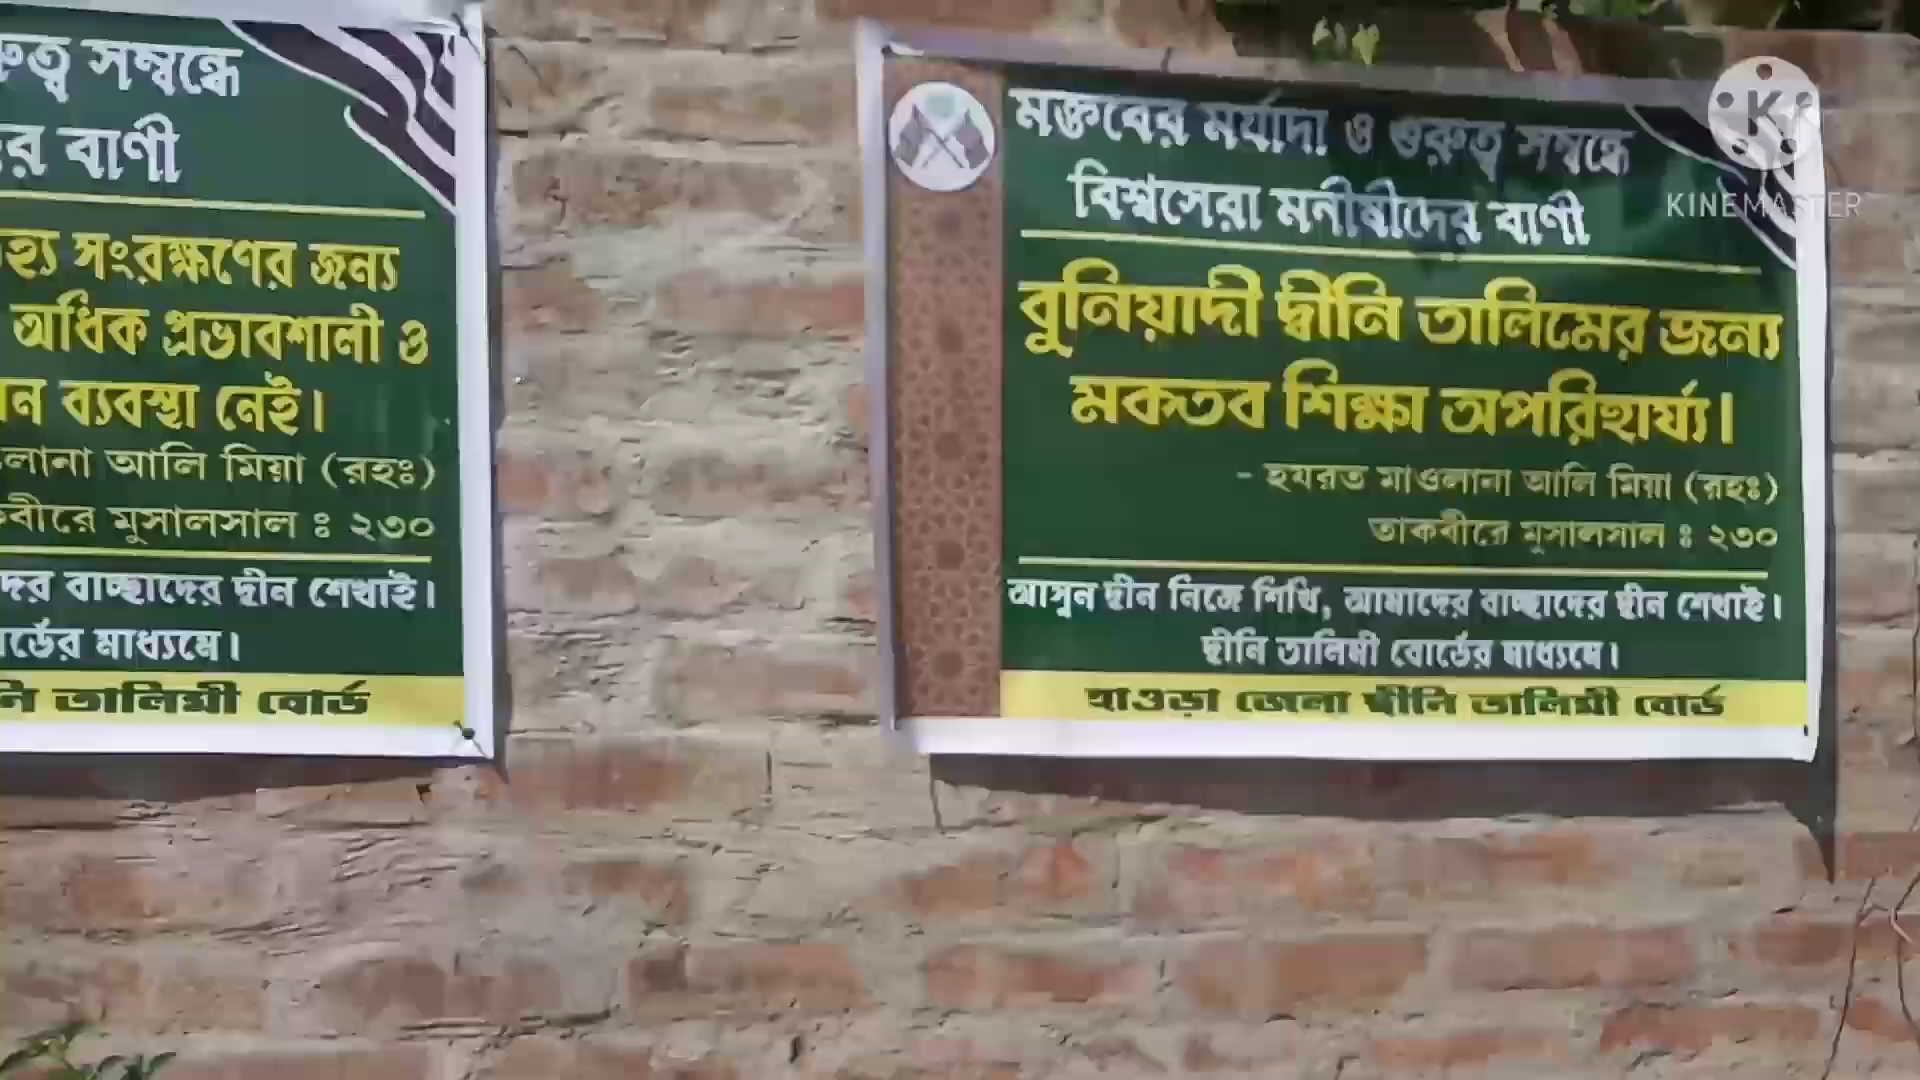 রুত্ব সম্বন্ধে
র বাণী
হ্য সংরক্ষণের জন্য
অধিক প্রভাবশালী ও
ন ব্যবস্থা নেই।
লানা আলি মিয়া (রহঃ)
কবীরে মুসালসাল ঃ ২৩০
দের বাচ্ছাদের দ্বীন শেখাই।
র্ডের মাধ্যমে।
নি তালিমী বোর্ড
মক্তবের মর্যাদা ও গুরুত্ব সম্বন্ধে
বিশ্বসেরা মনীষীদের বাণী
বুনিয়াদী দ্বীনি তালিমের জন্য
মকতব শিক্ষা অপরিহার্য্য।
- হযরত মাওলানা আলি মিয়া (রহঃ)
তাকবীরে মুসালসাল ঃ ২৩০
আসুন দ্বীন নিজে শিখি, আমাদের বাচ্ছাদের দ্বীন শেখাই।
দ্বীনি তালিমী বোর্ডের মাধ্যমে।
হাওড়া জেলা দ্বীনি তালিমী বোর্ড
K
KINEMASTER